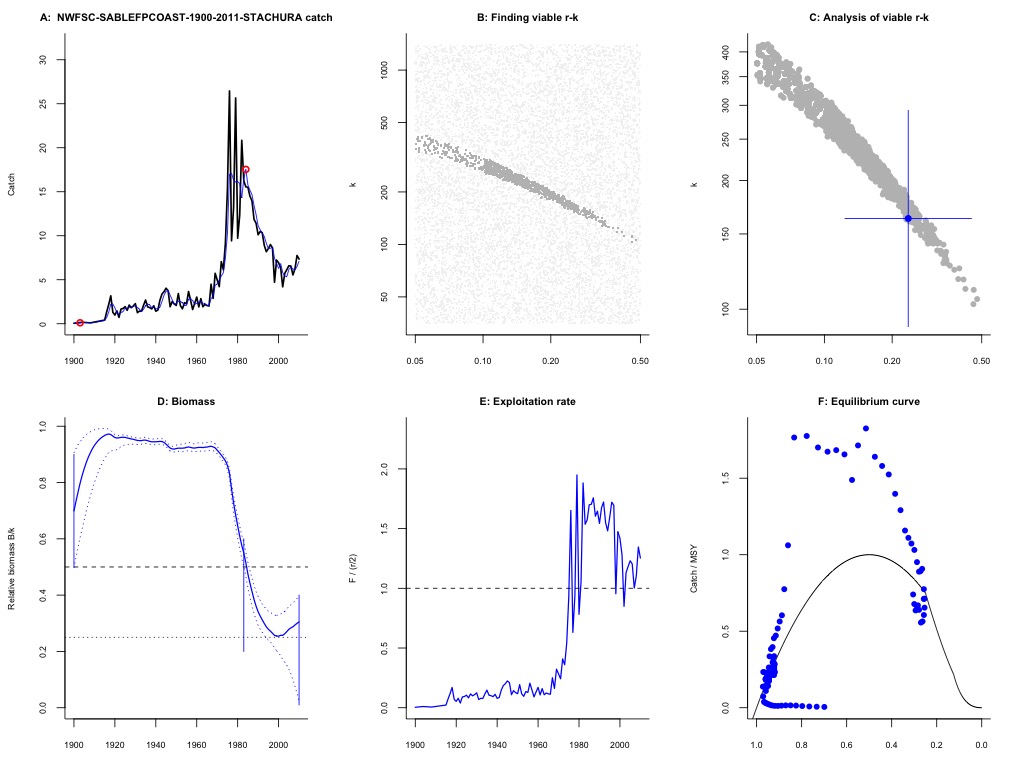 A:  NWFSC-SABLEFPCOAST-1900-2011-STACHURA catch
Catch
0
5
10
15
20
25
30
1900 1920 1940 1960 1980 2000
B: Finding viable r-k
k
50
100
200
500
1000
0.05 0.10 0.20 0.50
C: Analysis of viable r-k
k
100
150
200
250
300
350
400
0.05 0.10 0.20 0.50
D: Biomass
Relative biomass B/k
0.0
0.2
0.4
0.6
0.8
1.0
1900 1920 1940 1960 1980 2000
E: Exploitation rate
F / (r/2)
0.0
0.5
1.0
1.5
2.0
1900 1920 1940 1960 1980 2000
F: Equilibrium curve
Catch / MSY
0.0
0.5
1.0
1.5
1.0 0.8 0.6 0.4 0.2 0.0